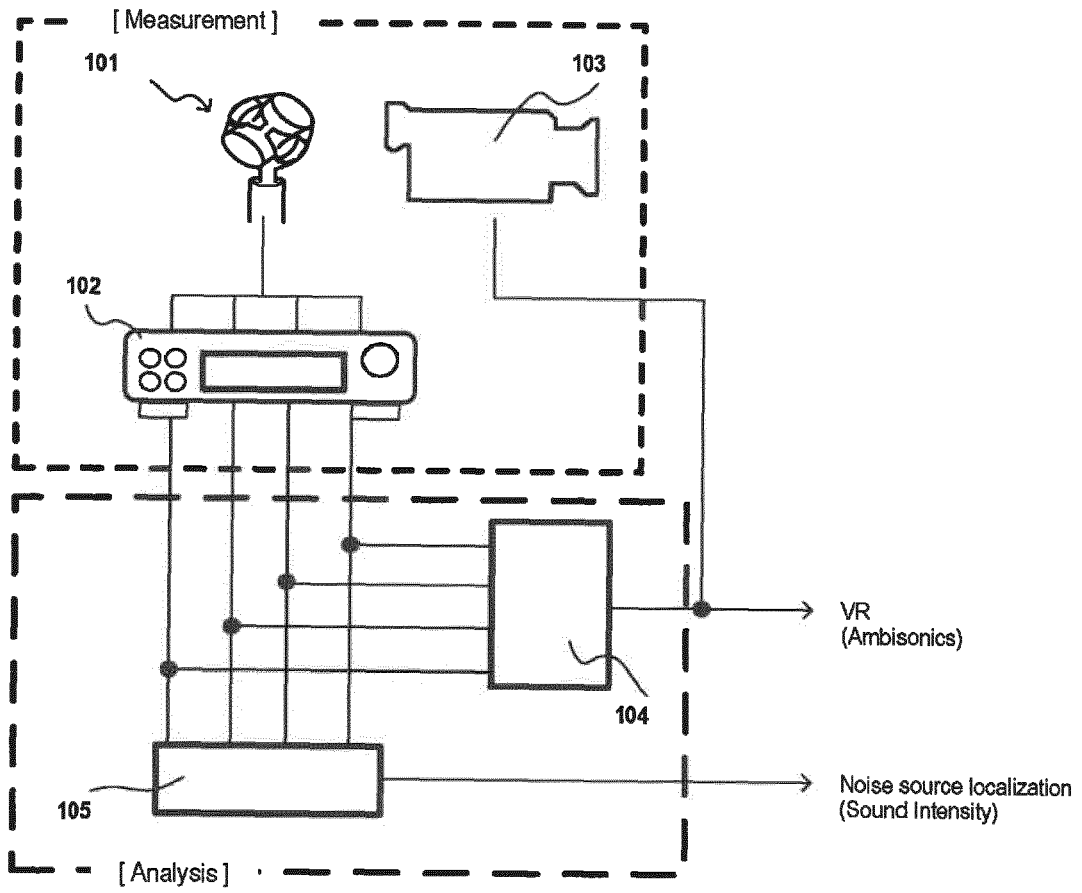 [ Measurement ]
101
103
102
VR
(Ambisonics)
104
Noise source localization
(Sound Intensity)
105
[ Analysis ]